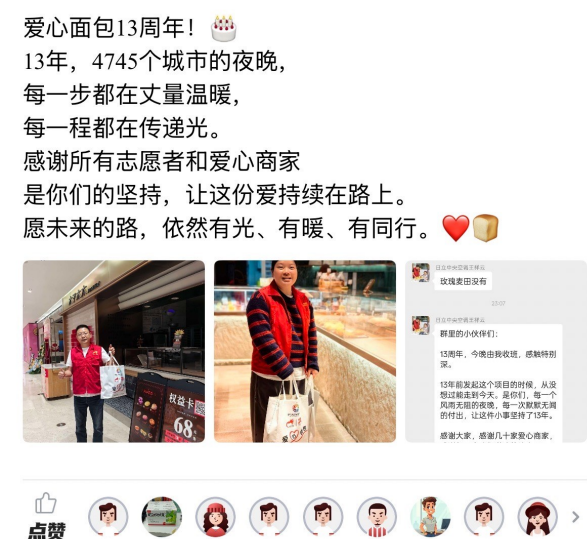 爱心面包13周年！🎂
13年，4745个城市的夜晚，
每一步都在丈量温暖，
每一程都在传递光。
感谢所有志愿者和爱心商家
是你们的坚持，让这份爱持续在路上。
愿未来的路，依然有光、有暖、有同行。❤️🍞
权益卡
68
玫瑰麦田没有
群里的小伙伴们：
13周年，今晚由我收班，感触特别
深。
13年前发起这个项目的时候，从没
想过能走到今天。是你们，每一个
风雨无阻的夜晚，每一次默默无闻
的付出，让这件小事坚持了13年。
感谢大家，感谢几十家爱心商家，
点赞